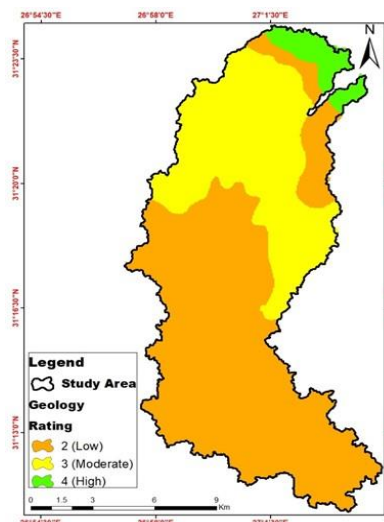 26°54'30"E
26°58'0"E
27°1'30"E
N
31°23'30"N
31°20'0"N
31°16'30"N
31°13'0"N
Legend
Study Area
Geology
Rating
2 (Low)
3 (Moderate)
4 (High)
0 1.5 3 6 9
Km